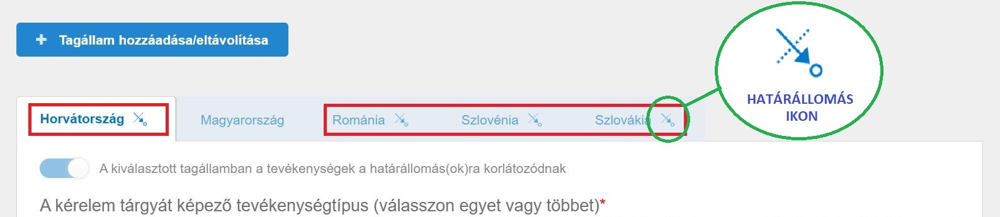 + Tagállam hozzáadása/eltávolítása
HATÁRÁLLOMÁS
IKON
Horvátország Magyarország Románia Szlovénia Szlovákia
A kiválasztott tagállamban a tevékenységek a határállomás(ok)ra korlátozódnak
A kérelem tárgyát képező tevékenységtípus (válasszon egyet vagy többet)*